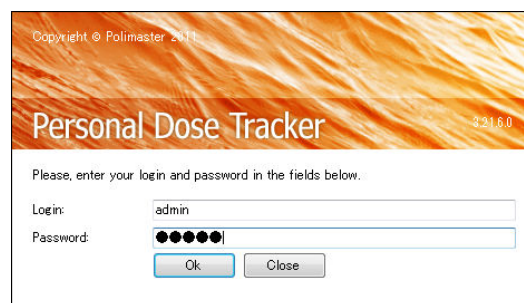 Copyright © Polimaster 2011
Personal Dose Tracker
3.21.6.0
Please, enter your login and password in the fields below.
Login: admin
Password: ●●●●●
Ok Close